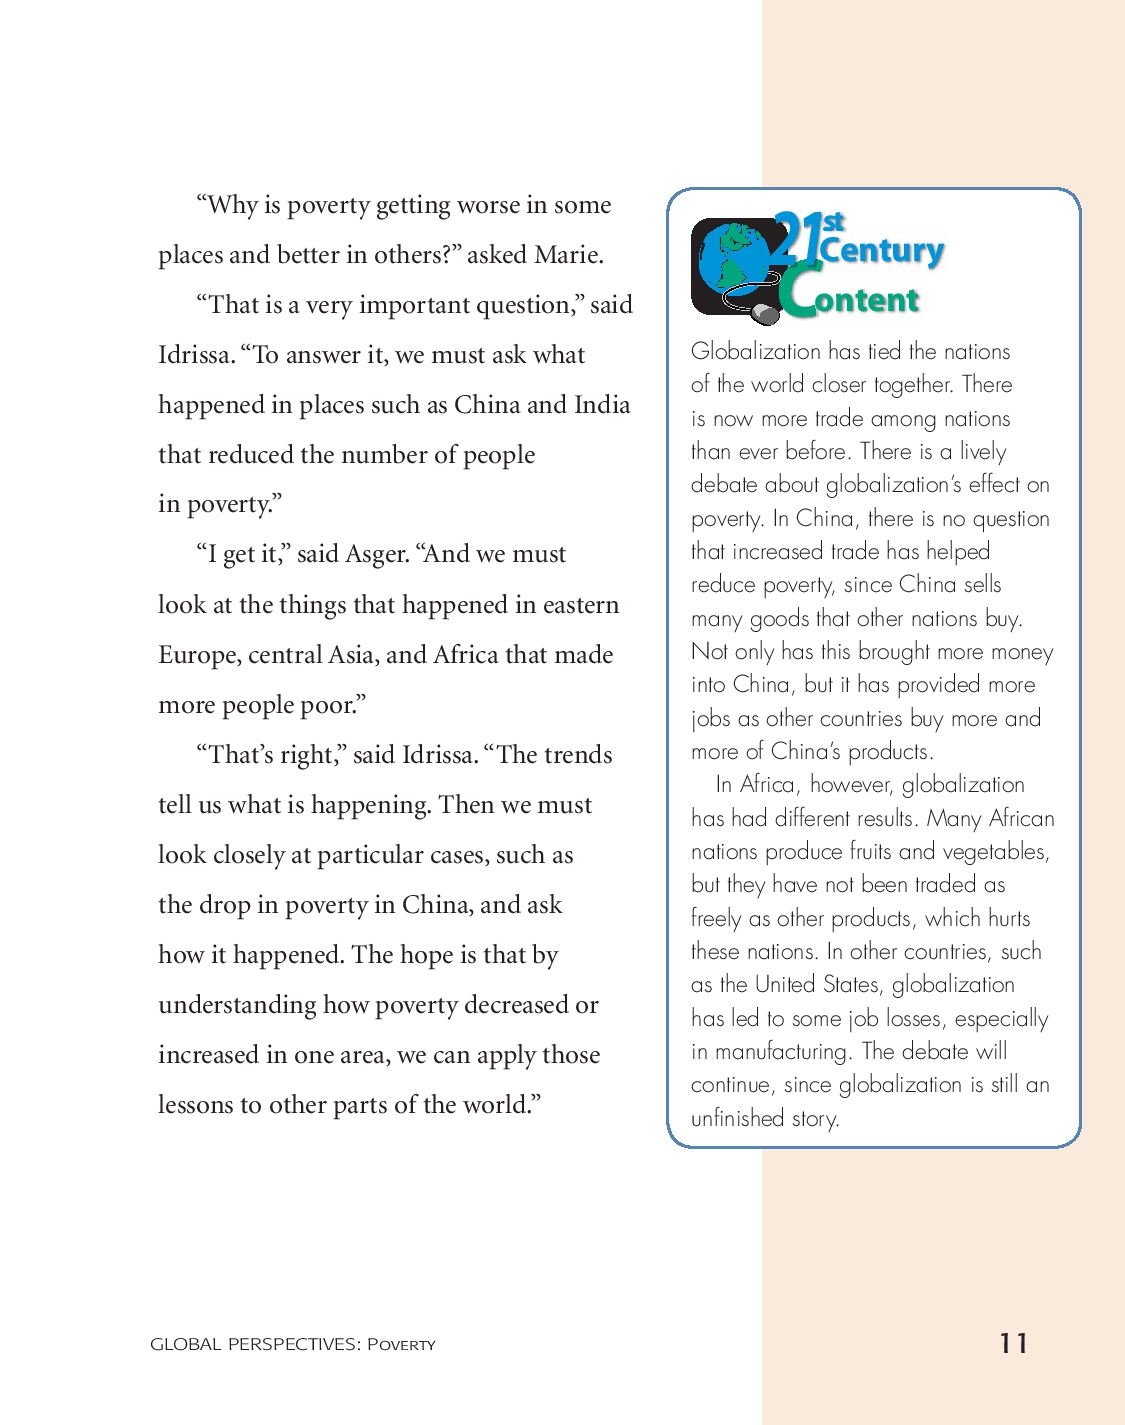 “Why is poverty getting worse in some
places and better in others?” asked Marie.
“That is a very important question,” said
Idrissa. “To answer it, we must ask what
happened in places such as China and India
that reduced the number of people
in poverty.”
“I get it,” said Asger. “And we must
look at the things that happened in eastern
Europe, central Asia, and Africa that made
more people poor.”
“That’s right,” said Idrissa. “The trends
tell us what is happening. Then we must
look closely at particular cases, such as
the drop in poverty in China, and ask
how it happened. The hope is that by
understanding how poverty decreased or
increased in one area, we can apply those
lessons to other parts of the world.”
21st
Century
Content
Globalization has tied the nations
of the world closer together. There
is now more trade among nations
than ever before. There is a lively
debate about globalization’s effect on
poverty. In China, there is no question
that increased trade has helped
reduce poverty, since China sells
many goods that other nations buy.
Not only has this brought more money
into China, but it has provided more
jobs as other countries buy more and
more of China’s products.
In Africa, however, globalization
has had different results. Many African
nations produce fruits and vegetables,
but they have not been traded as
freely as other products, which hurts
these nations. In other countries, such
as the United States, globalization
has led to some job losses, especially
in manufacturing. The debate will
continue, since globalization is still an
unfinished story.
GLOBAL PERSPECTIVES: POVERTY
11